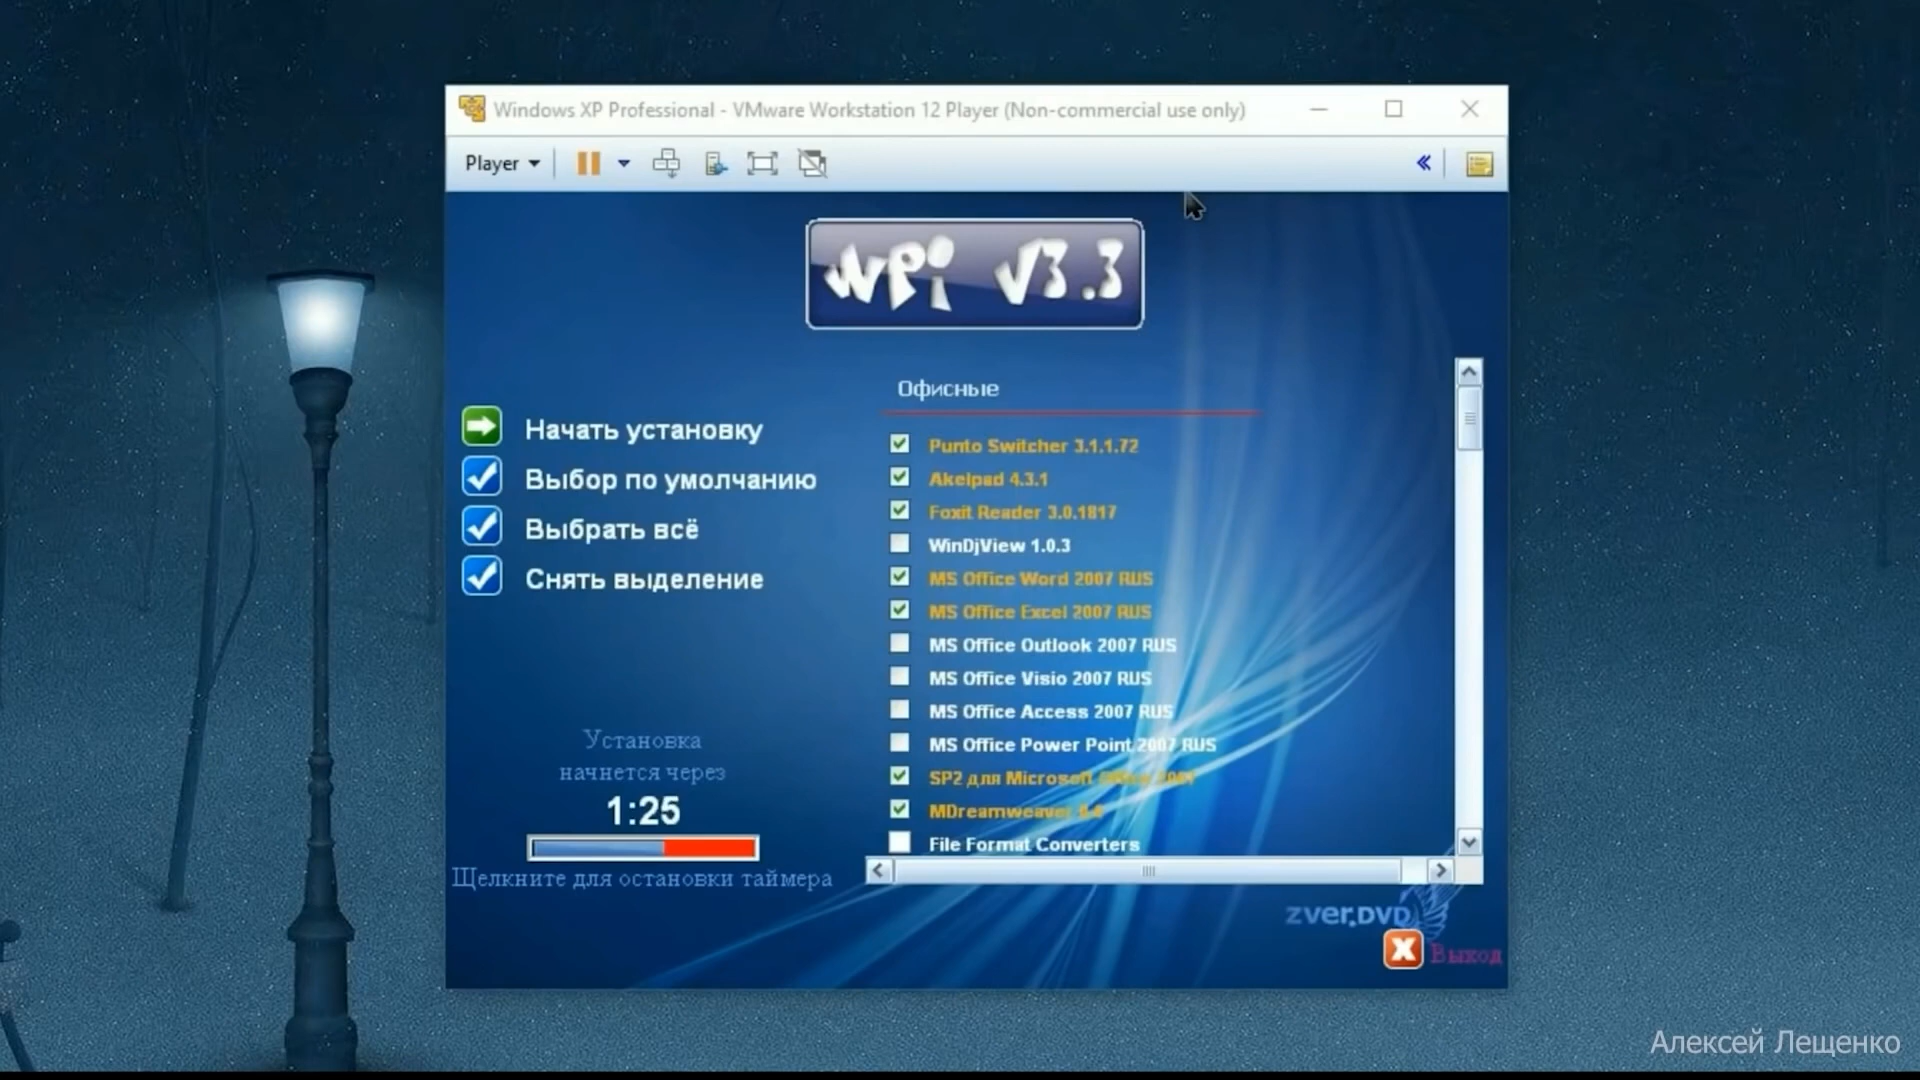 Windows XP Professional - VMware Workstation 12 Player (Non-commercial use only)
Player
WPi V3.3
Офисные
Начать установку
Выбор по умолчанию
Выбрать всё
Снять выделение
Punto Switcher 3.1.1.72
Akelpad 4.3.1
Foxit Reader 3.0.1817
WinDjView 1.0.3
MS Office Word 2007 RUS
MS Office Excel 2007 RUS
MS Office Outlook 2007 RUS
MS Office Visio 2007 RUS
MS Office Access 2007 RUS
MS Office Power Point 2007 RUS
SP2 для Microsoft Office 2007
MDreamweaver
File Format Converters
Установка
начнется через
1:25
Щелкните для остановки таймера
zver.DVD
Выход
Алексей Лещенко